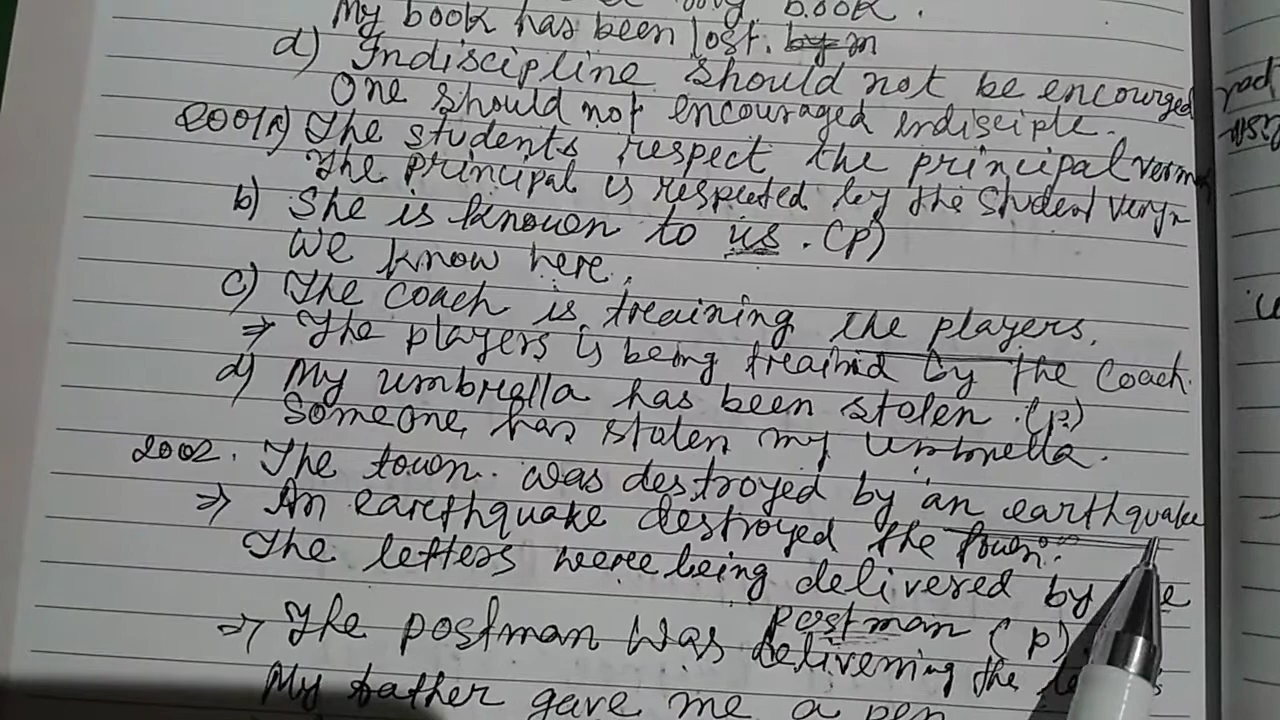 My book has been lost. by m
d) Indiscipline should not be encourged
One should not encouraged indisciple.
2001 A) The students respect the principal verm
The principal is respected by the student very
b) She is known to us. (P)
We know here.
c) The coach is training the players.
⇒ The players is being trained by the coach.
d) My umbrella has been stolen. (P)
Someone has stolen my umbrella.
2002. The town was destroyed by an earthquake
⇒ An earethquake destroyed the town.
The letters were being delivered by
postman (P)
⇒ The postman was delivering the
My father gave me a pen